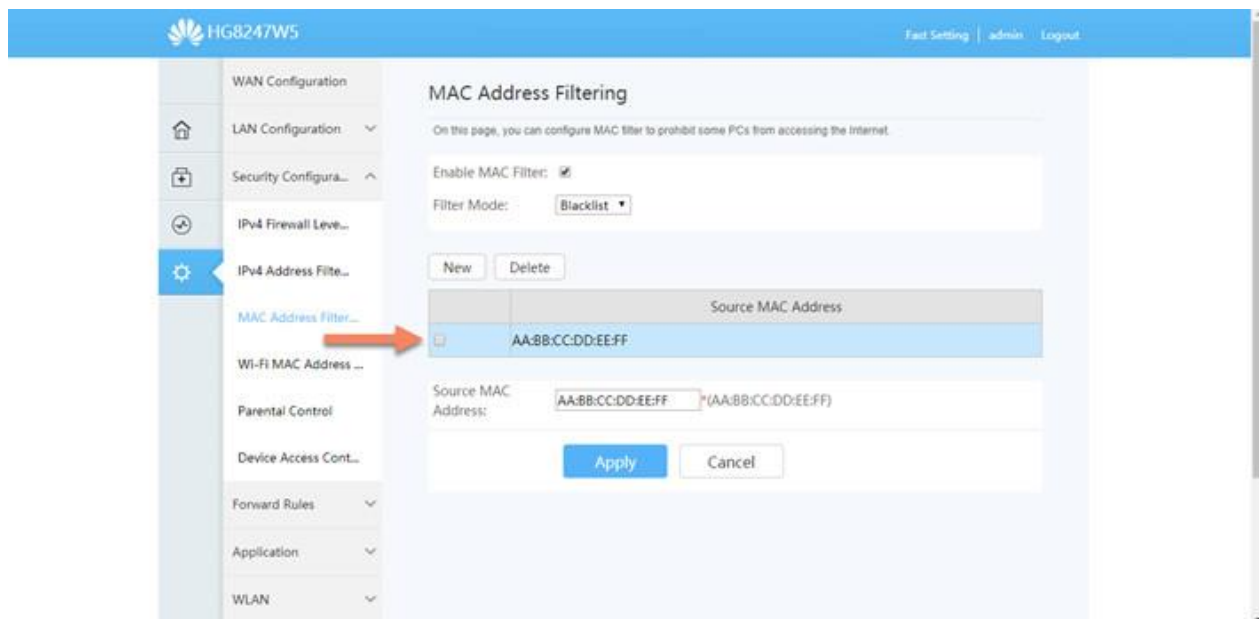 HG8247W5
Fast Setting | admin Logout
WAN Configuration
LAN Configuration
Security Configura...
IPv4 Firewall Leve...
IPv4 Address Filte...
MAC Address Filter...
Wi-Fi MAC Address ...
Parental Control
Device Access Cont...
Forward Rules
Application
WLAN
MAC Address Filtering
On this page, you can configure MAC filter to prohibit some PCs from accessing the Internet.
Enable MAC Filter:
Filter Mode: Blacklist
New Delete
Source MAC Address
AA:BB:CC:DD:EE:FF
Source MAC
Address:
AA:BB:CC:DD:EE:FF *(AA:BB:CC:DD:EE:FF)
Apply Cancel